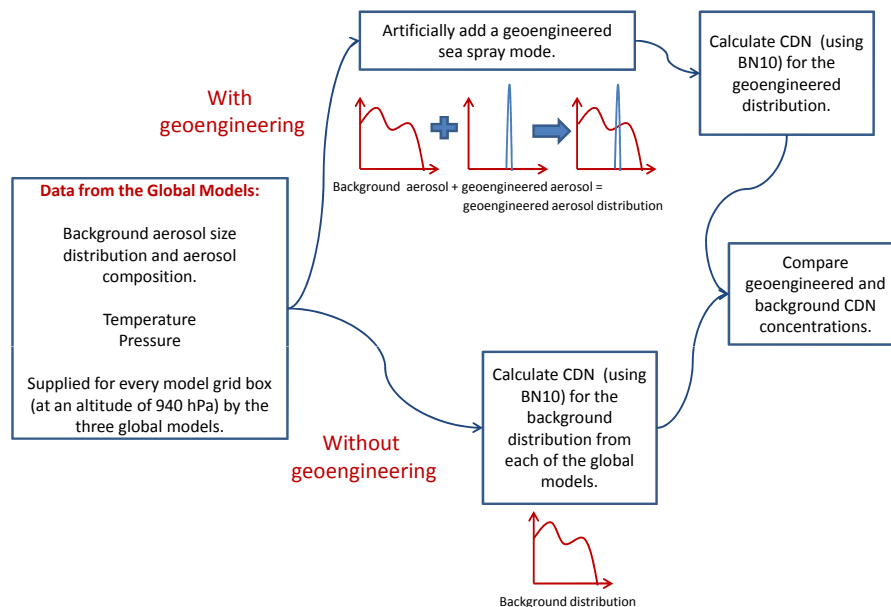 Artificially add a geoengineered
sea spray mode.
Calculate CDN (using
BN10) for the
geoengineered
distribution.
With
geoengineering
Background aerosol + geoengineered aerosol =
geoengineered aerosol distribution
Data from the Global Models:
Background aerosol size
distribution and aerosol
composition.
Temperature
Pressure
Supplied for every model grid box
(at an altitude of 940 hPa) by the
three global models.
Compare
geoengineered and
background CDN
concentrations.
Without
geoengineering
Calculate CDN (using
BN10) for the
background
distribution from
each of the global
models.
Background distribution